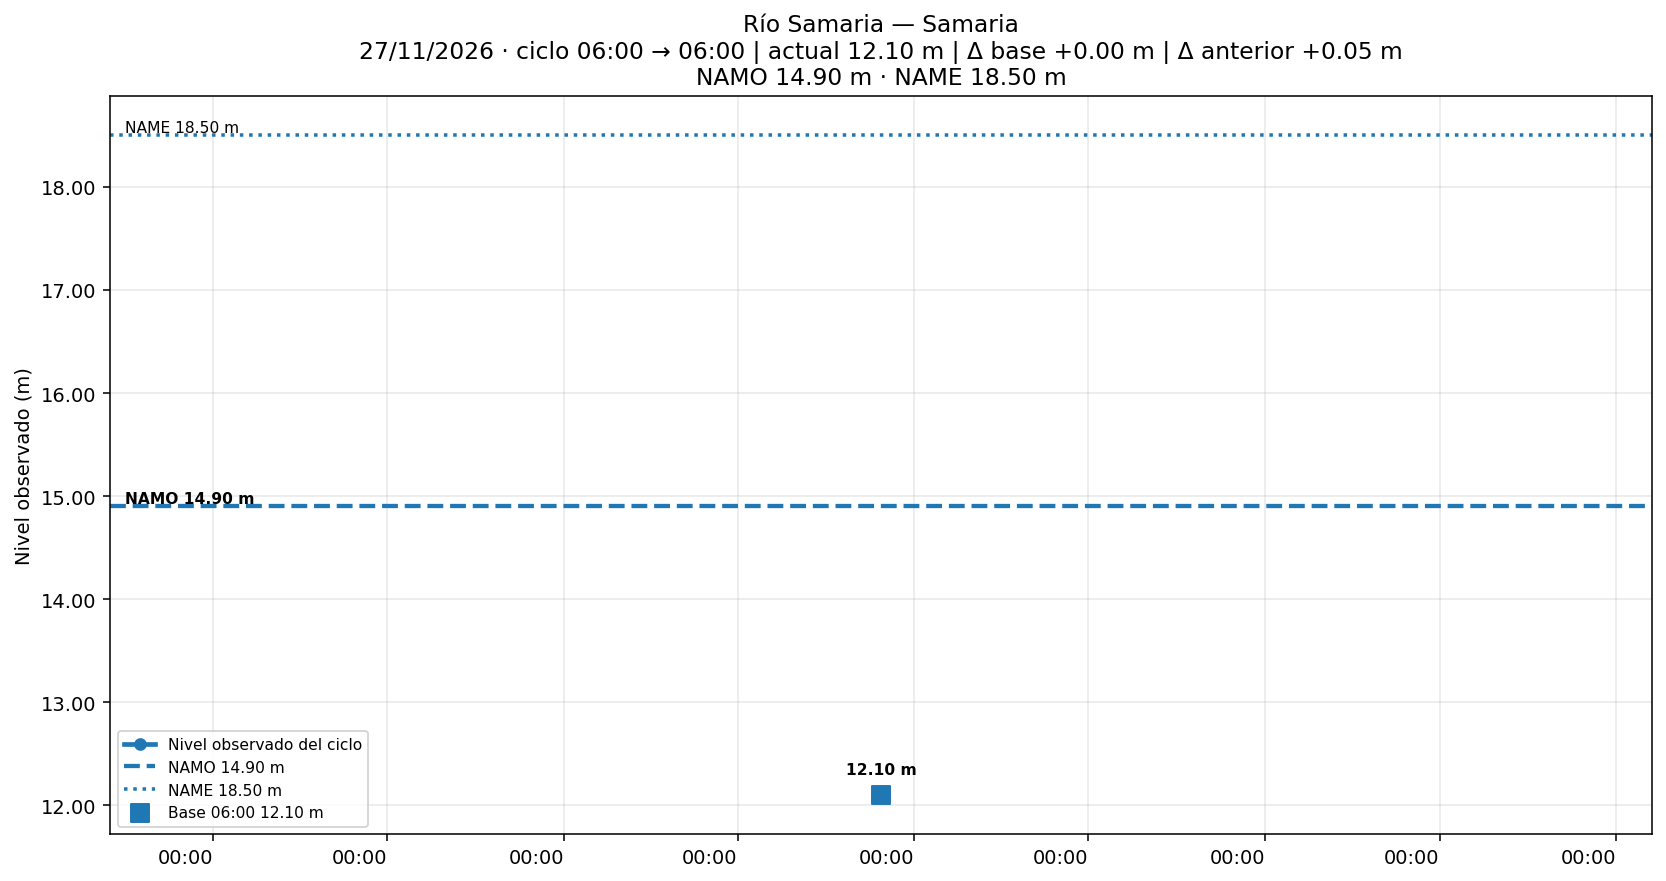 Río Samaria — Samaria
27/11/2026 · ciclo 06:00 → 06:00 | actual 12.10 m | Δ base +0.00 m | Δ anterior +0.05 m
NAMO 14.90 m · NAME 18.50 m
Nivel observado (m)
NAME 18.50 m
18.00
17.00
16.00
15.00
NAMO 14.90 m
14.00
13.00
12.00
12.10 m
Nivel observado del ciclo
NAMO 14.90 m
NAME 18.50 m
Base 06:00 12.10 m
00:00 00:00 00:00 00:00 00:00 00:00 00:00 00:00 00:00